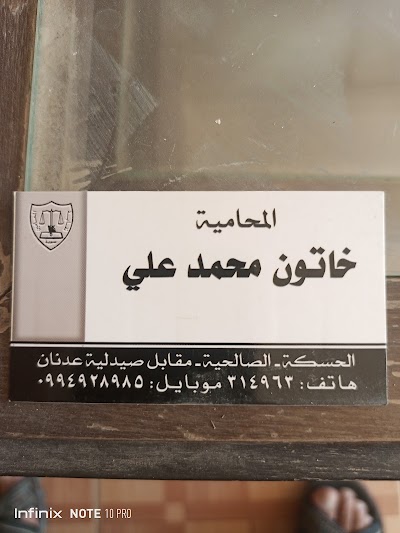 المحامية
خاتون محمد علي
الحسكة - الصالحية - مقابل صيدلية عدنان
هاتف: ٣١٤٩٦٣ موبايل: ٠٩٩٤٩٢٨٩٨٥
Infinix NOTE 10 PRO